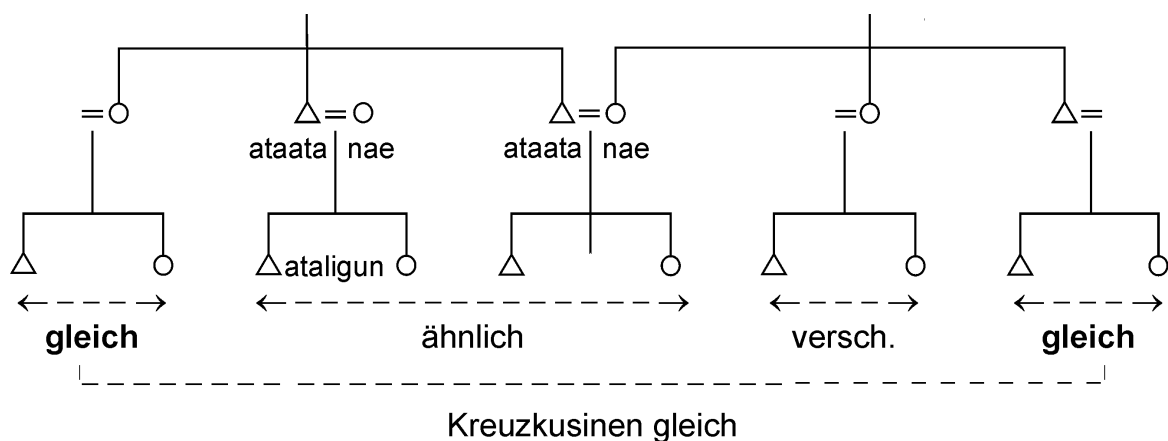 = = = = =
ataata nae ataata nae
ataligun
gleich ähnlich versch. gleich
Kreuzkusinen gleich